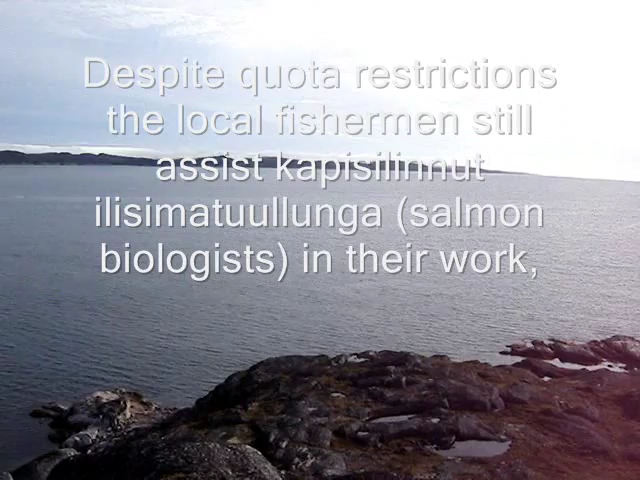 Despite quota restrictions
the local fishermen still
assist kapisilinnut
ilisimatuullunga (salmon
biologists) in their work,